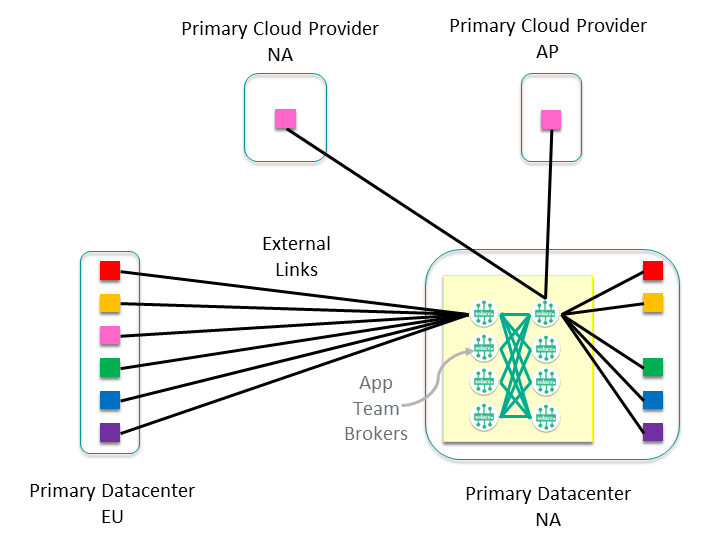 Primary Cloud Provider
NA
Primary Cloud Provider
AP
External
Links
App
Team
Brokers
Primary Datacenter
EU
Primary Datacenter
NA